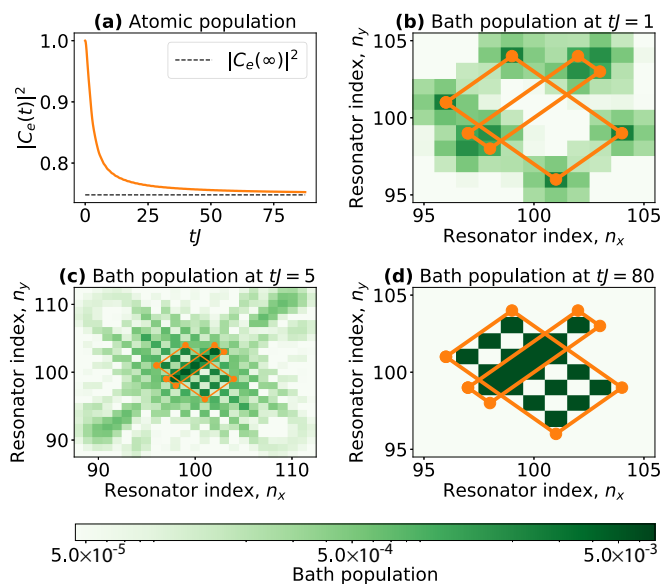 (a) Atomic population
|C_e(t)|²
1.0
0.9
0.8
|C_e(∞)|²
0
25
50
75
tJ
(b) Bath population at tJ = 1
Resonator index, n_y
105
100
95
95
100
105
Resonator index, n_x
(c) Bath population at tJ = 5
Resonator index, n_y
110
100
90
90
100
110
Resonator index, n_x
(d) Bath population at tJ = 80
Resonator index, n_y
105
100
95
95
100
105
Resonator index, n_x
5.0×10⁻⁵
5.0×10⁻⁴
5.0×10⁻³
Bath population